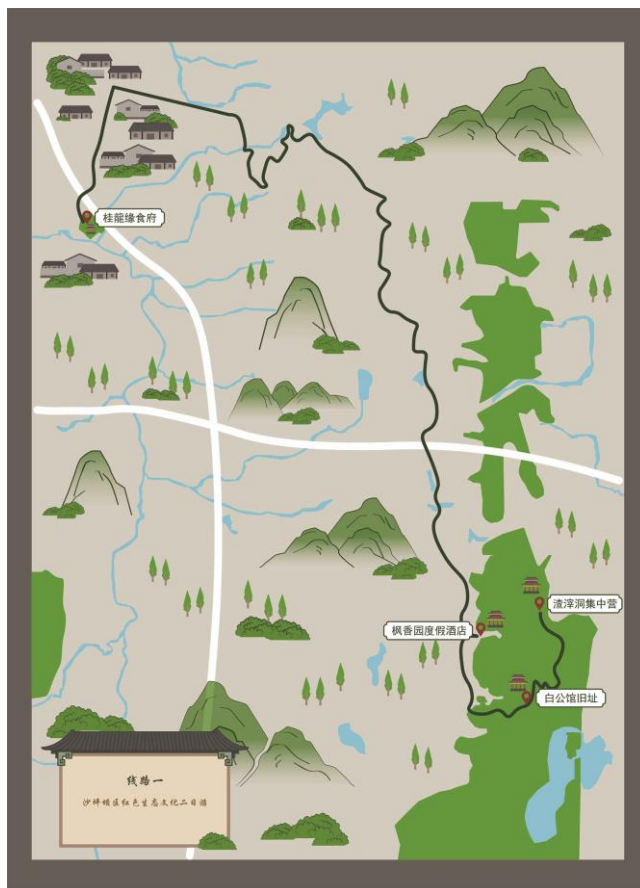 桂龍缘食府
渣滓洞集中营
枫香园度假酒店
白公馆旧址
线路一
沙坪坝区红色生态文化二日游